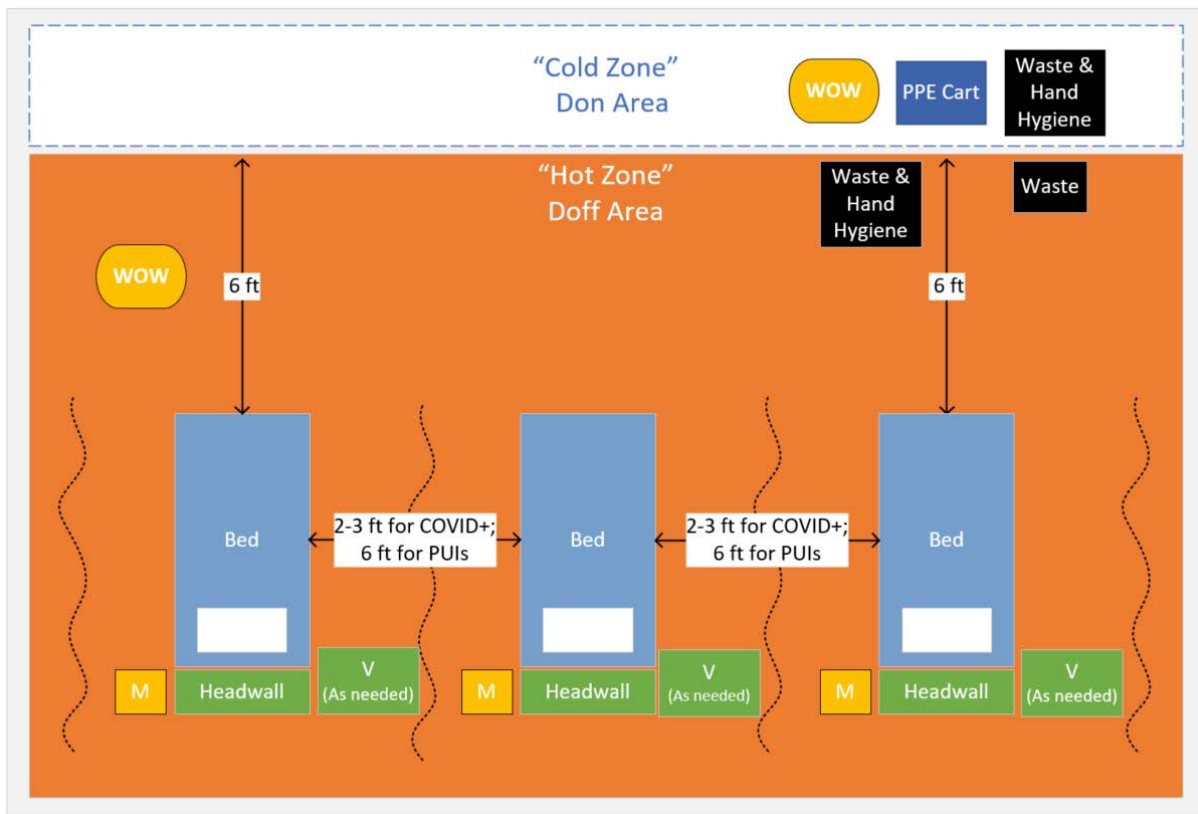 “Cold Zone”
Don Area
WOW
PPE Cart
Waste &
Hand
Hygiene
“Hot Zone”
Doff Area
Waste &
Hand
Hygiene
Waste
WOW
6 ft
6 ft
Bed
2-3 ft for COVID+;
6 ft for PUIs
Bed
2-3 ft for COVID+;
6 ft for PUIs
Bed
M
Headwall
V
(As needed)
M
Headwall
V
(As needed)
M
Headwall
V
(As needed)